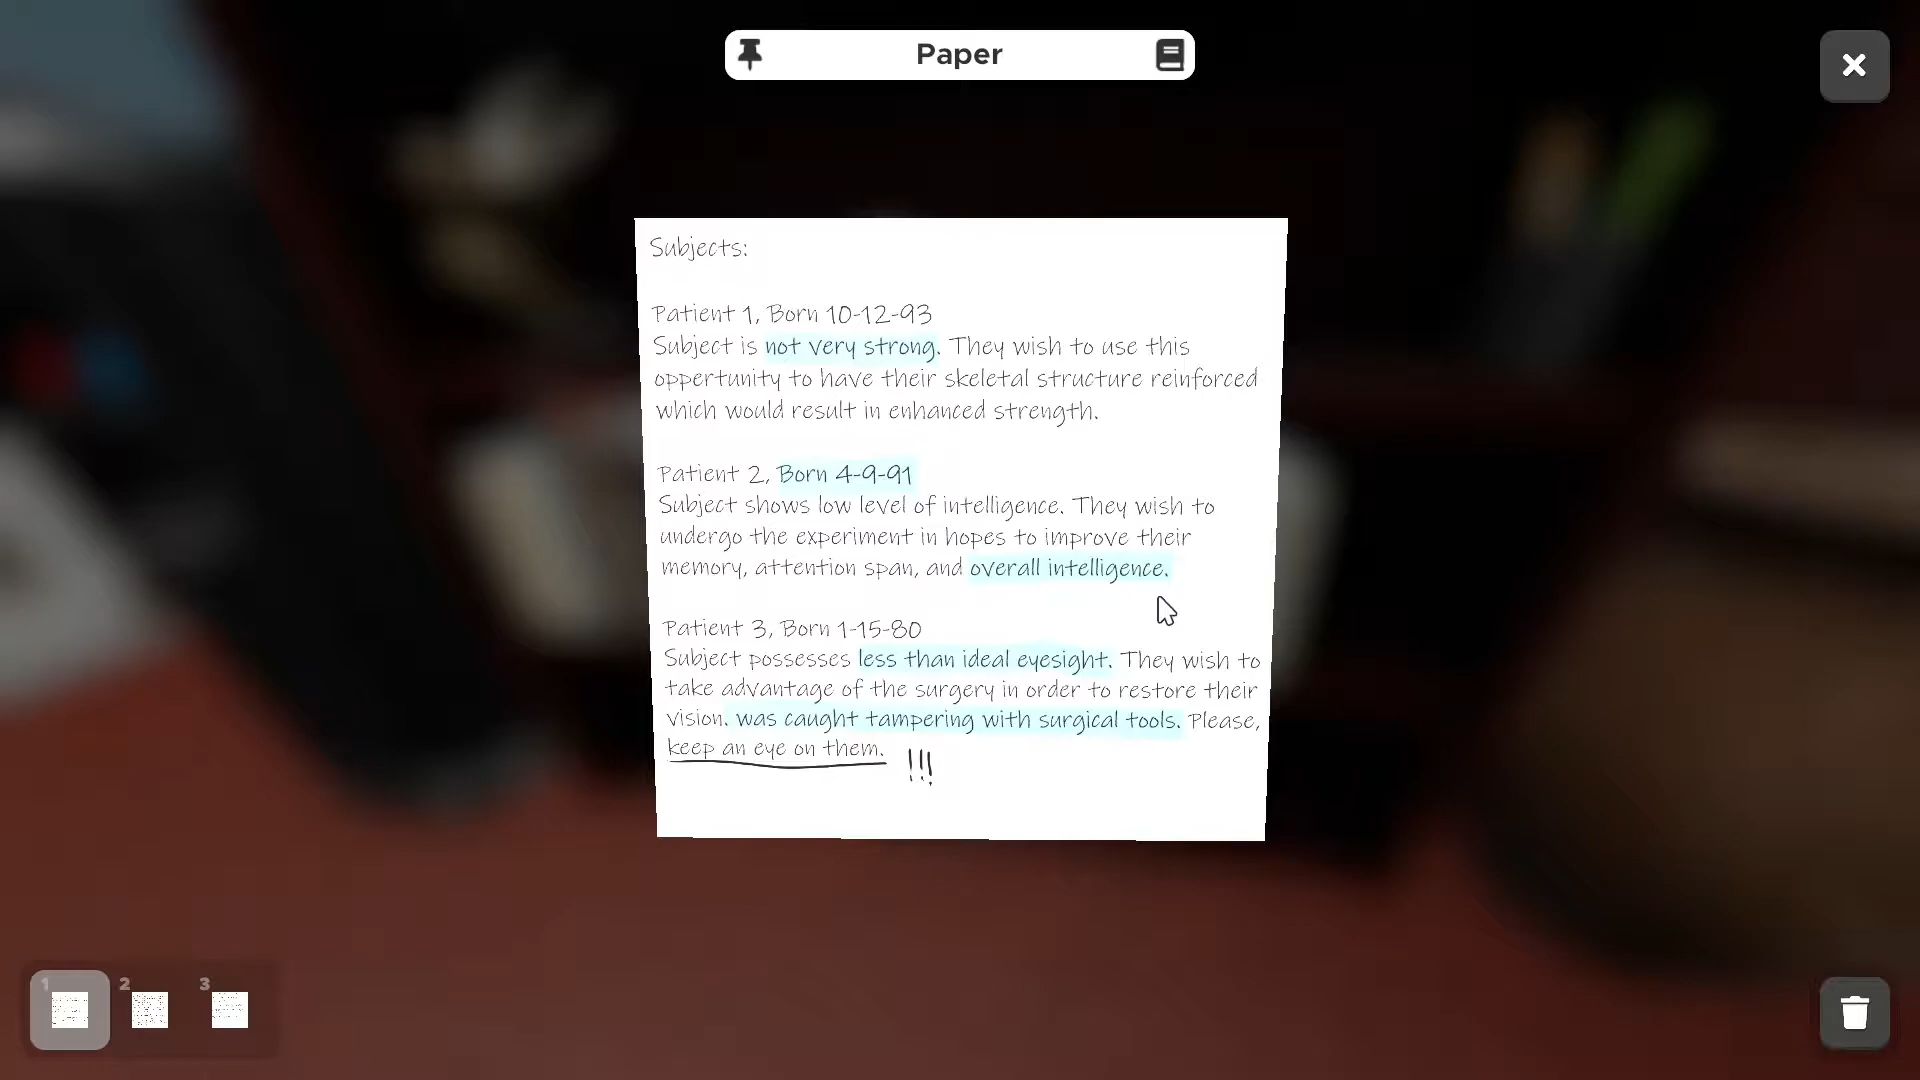 Paper
Subjects:
Patient 1, Born 10-12-93
Subject is not very strong. They wish to use this
oppertunity to have their skeletal structure reinforced
which would result in enhanced strength.
Patient 2, Born 4-9-91
Subject shows low level of intelligence. They wish to
undergo the experiment in hopes to improve their
memory, attention span, and overall intelligence.
Patient 3, Born 1-15-80
Subject possesses less than ideal eyesight. They wish to
take advantage of the surgery in order to restore their
vision. was caught tampering with surgical tools. Please,
keep an eye on them. !!!
1 2 3